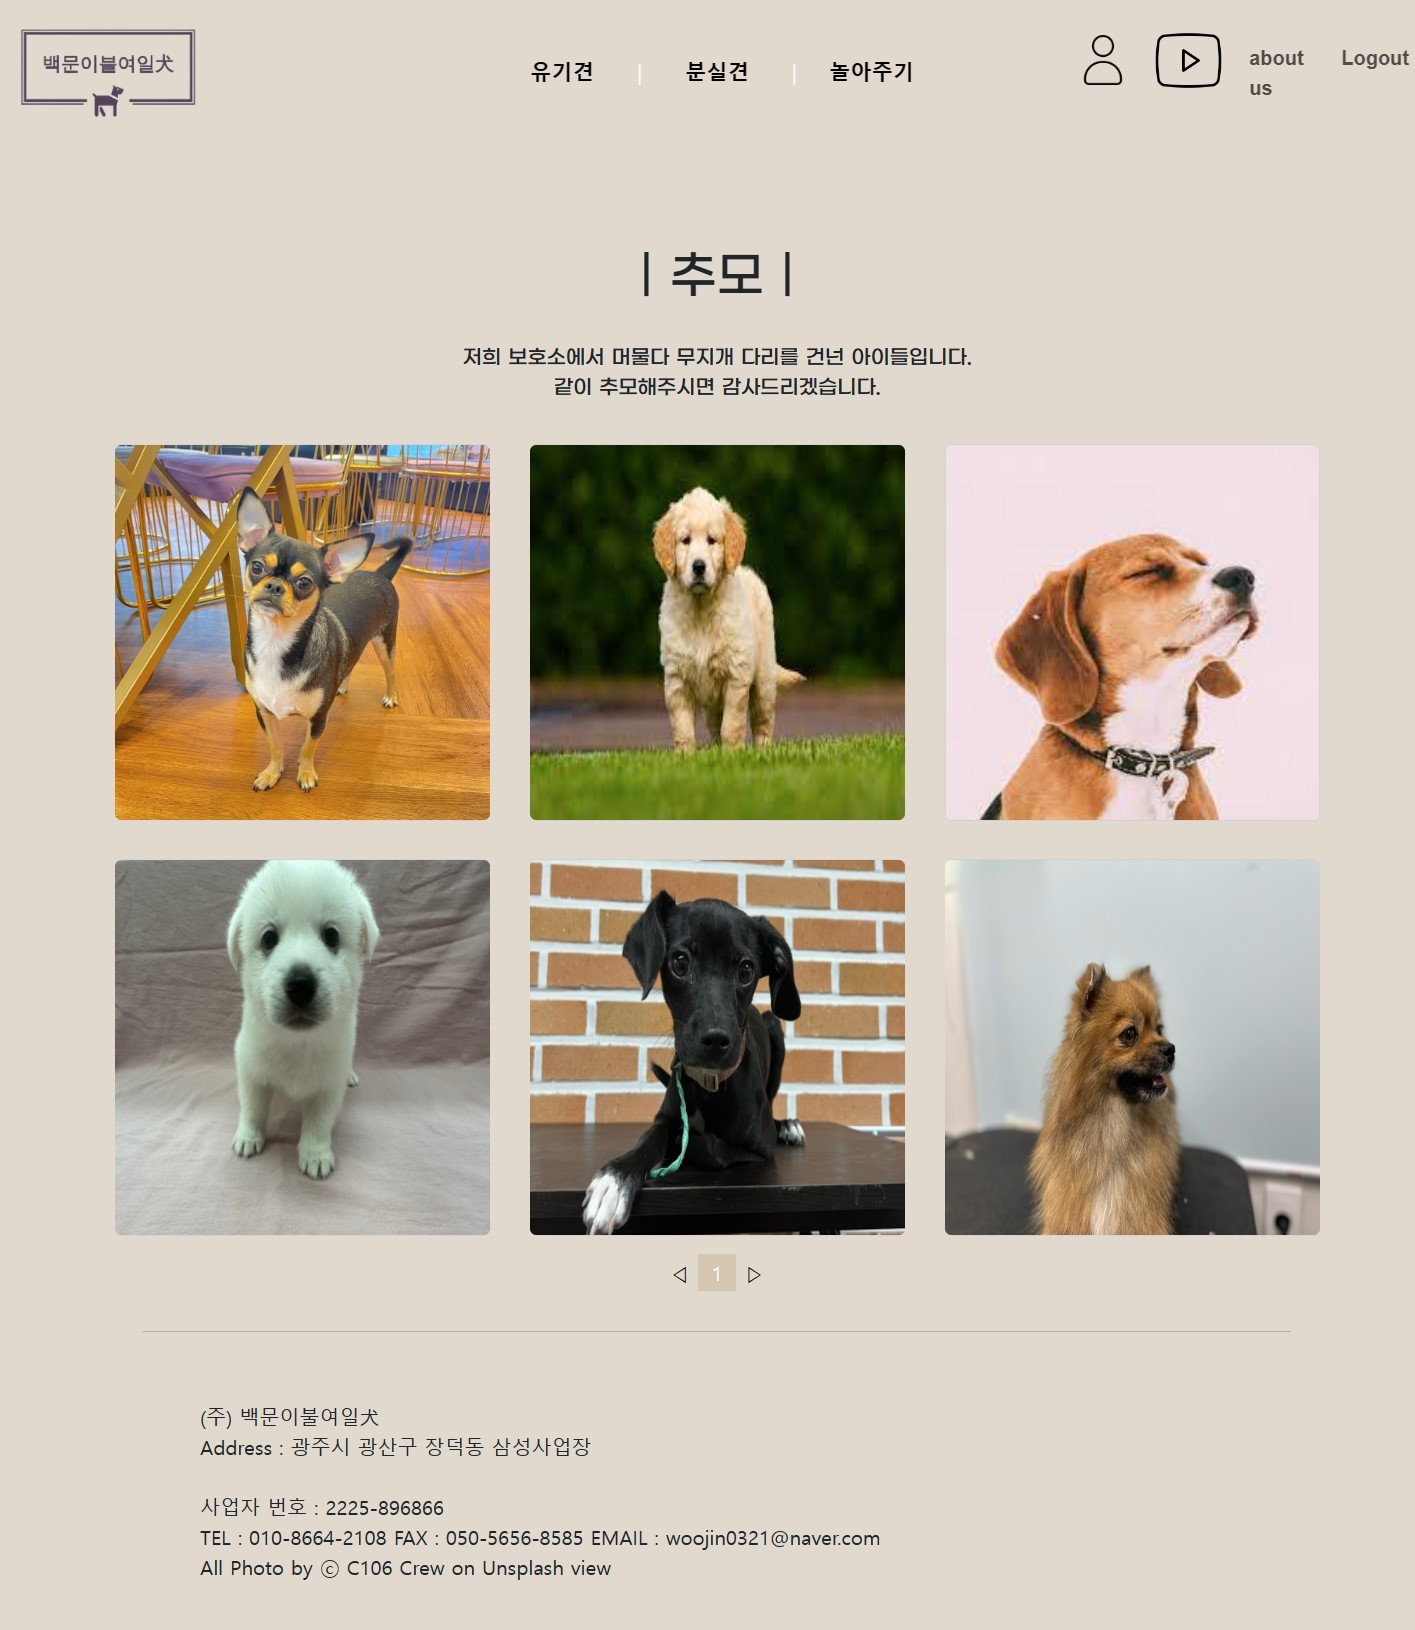 백문이불여일犬
유기견 | 분실견 | 놀아주기
about us
Logout
| 추모 |
저희 보호소에서 머물다 무지개 다리를 건넌 아이들입니다.
같이 추모해주시면 감사드리겠습니다.
◁ 1 ▷
(주) 백문이불여일犬
Address : 광주시 광산구 장덕동 삼성사업장
사업자 번호 : 2225-896866
TEL : 010-8664-2108 FAX : 050-5656-8585 EMAIL : woojin0321@naver.com
All Photo by ⓒ C106 Crew on Unsplash view